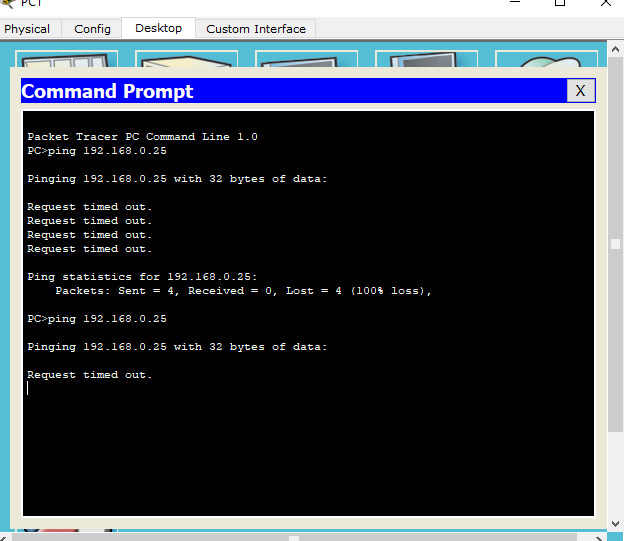 PC1
Physical Config Desktop Custom Interface
Command Prompt X
Packet Tracer PC Command Line 1.0
PC>ping 192.168.0.25
Pinging 192.168.0.25 with 32 bytes of data:
Request timed out.
Request timed out.
Request timed out.
Request timed out.
Ping statistics for 192.168.0.25:
Packets: Sent = 4, Received = 0, Lost = 4 (100% loss),
PC>ping 192.168.0.25
Pinging 192.168.0.25 with 32 bytes of data:
Request timed out.